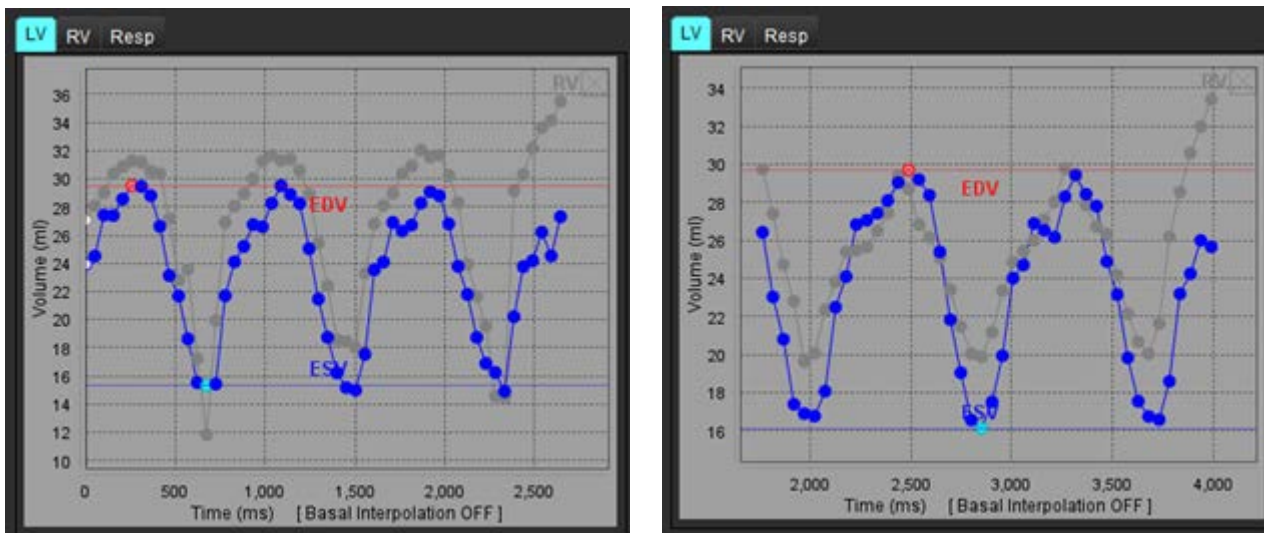 LV RV Resp
RV
36
34
32
30
28
26
24
22
20
18
16
14
12
10
Volume (ml)
EDV
ESV
0 500 1,000 1,500 2,000 2,500
Time (ms) [ Basal Interpolation OFF ]
LV RV Resp
RV
34
32
30
28
26
24
22
20
18
16
Volume (ml)
EDV
ESV
2,000 2,500 3,000 3,500 4,000
Time (ms) [ Basal Interpolation OFF ]